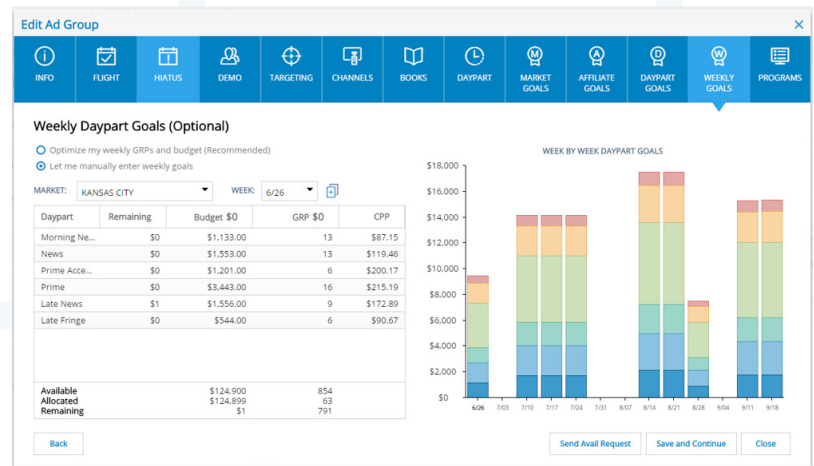 Edit Ad Group
INFO FLIGHT HIATUS DEMO TARGETING CHANNELS BOOKS DAYPART MARKET GOALS AFFILIATE GOALS DAYPART GOALS WEEKLY GOALS PROGRAMS
Weekly Daypart Goals (Optional)
Optimize my weekly GRPs and budget (Recommended)
Let me manually enter weekly goals
MARKET: KANSAS CITY WEEK: 6/26
Daypart Remaining Budget $0 GRP $0 CPP
Morning Ne... $0 $1,133.00 13 $87.15
News $0 $1,553.00 13 $119.46
Prime Acce... $0 $1,201.00 6 $200.17
Prime $0 $3,443.00 16 $215.19
Late News $1 $1,556.00 9 $172.89
Late Fringe $0 $544.00 6 $90.67
Available $124,900 854
Allocated $124,899 63
Remaining $1 791
WEEK BY WEEK DAYPART GOALS
$18.000
$16,000
$14,000
$12,000
$10,000
$8,000
$6,000
$4,000
$2,000
$0
6/26 7/03 7/10 7/17 7/24 7/31 8/07 8/14 8/21 8/28 9/04 9/11 9/18
Back Send Avail Request Save and Continue Close